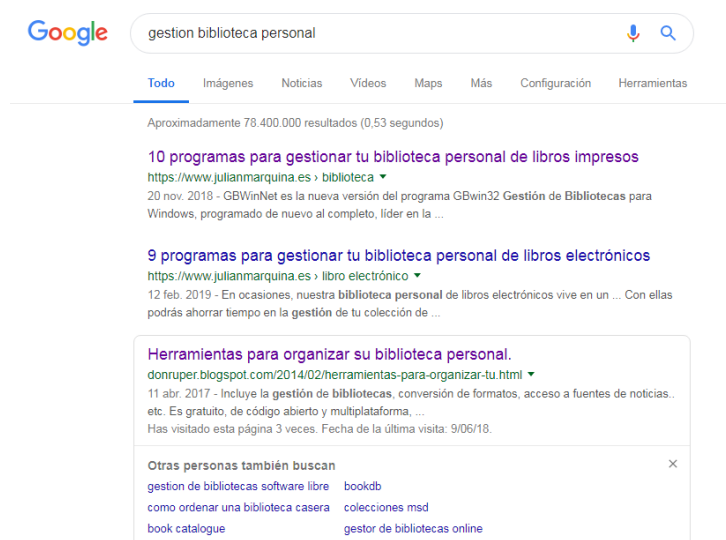 Google
gestion biblioteca personal
Todo Imágenes Noticias Vídeos Maps Más Configuración Herramientas
Aproximadamente 78.400.000 resultados (0,53 segundos)
10 programas para gestionar tu biblioteca personal de libros impresos
https://www.julianmarquina.es › biblioteca
20 nov. 2018 - GBWinNet es la nueva versión del programa GBwin32 Gestión de Bibliotecas para
Windows, programado de nuevo al completo, líder en la ...
9 programas para gestionar tu biblioteca personal de libros electrónicos
https://www.julianmarquina.es › libro electrónico
12 feb. 2019 - En ocasiones, nuestra biblioteca personal de libros electrónicos vive en un ... Con ellas
podrás ahorrar tiempo en la gestión de tu colección de ...
Herramientas para organizar su biblioteca personal.
donruper.blogspot.com/2014/02/herramientas-para-organizar-tu.html
11 abr. 2017 - Incluye la gestión de bibliotecas, conversión de formatos, acceso a fuentes de noticias..
etc. Es gratuito, de código abierto y multiplataforma, ...
Has visitado esta página 3 veces. Fecha de la última visita: 9/06/18.
Otras personas también buscan
gestion de bibliotecas software libre bookdb
como ordenar una biblioteca casera colecciones msd
book catalogue gestor de bibliotecas online